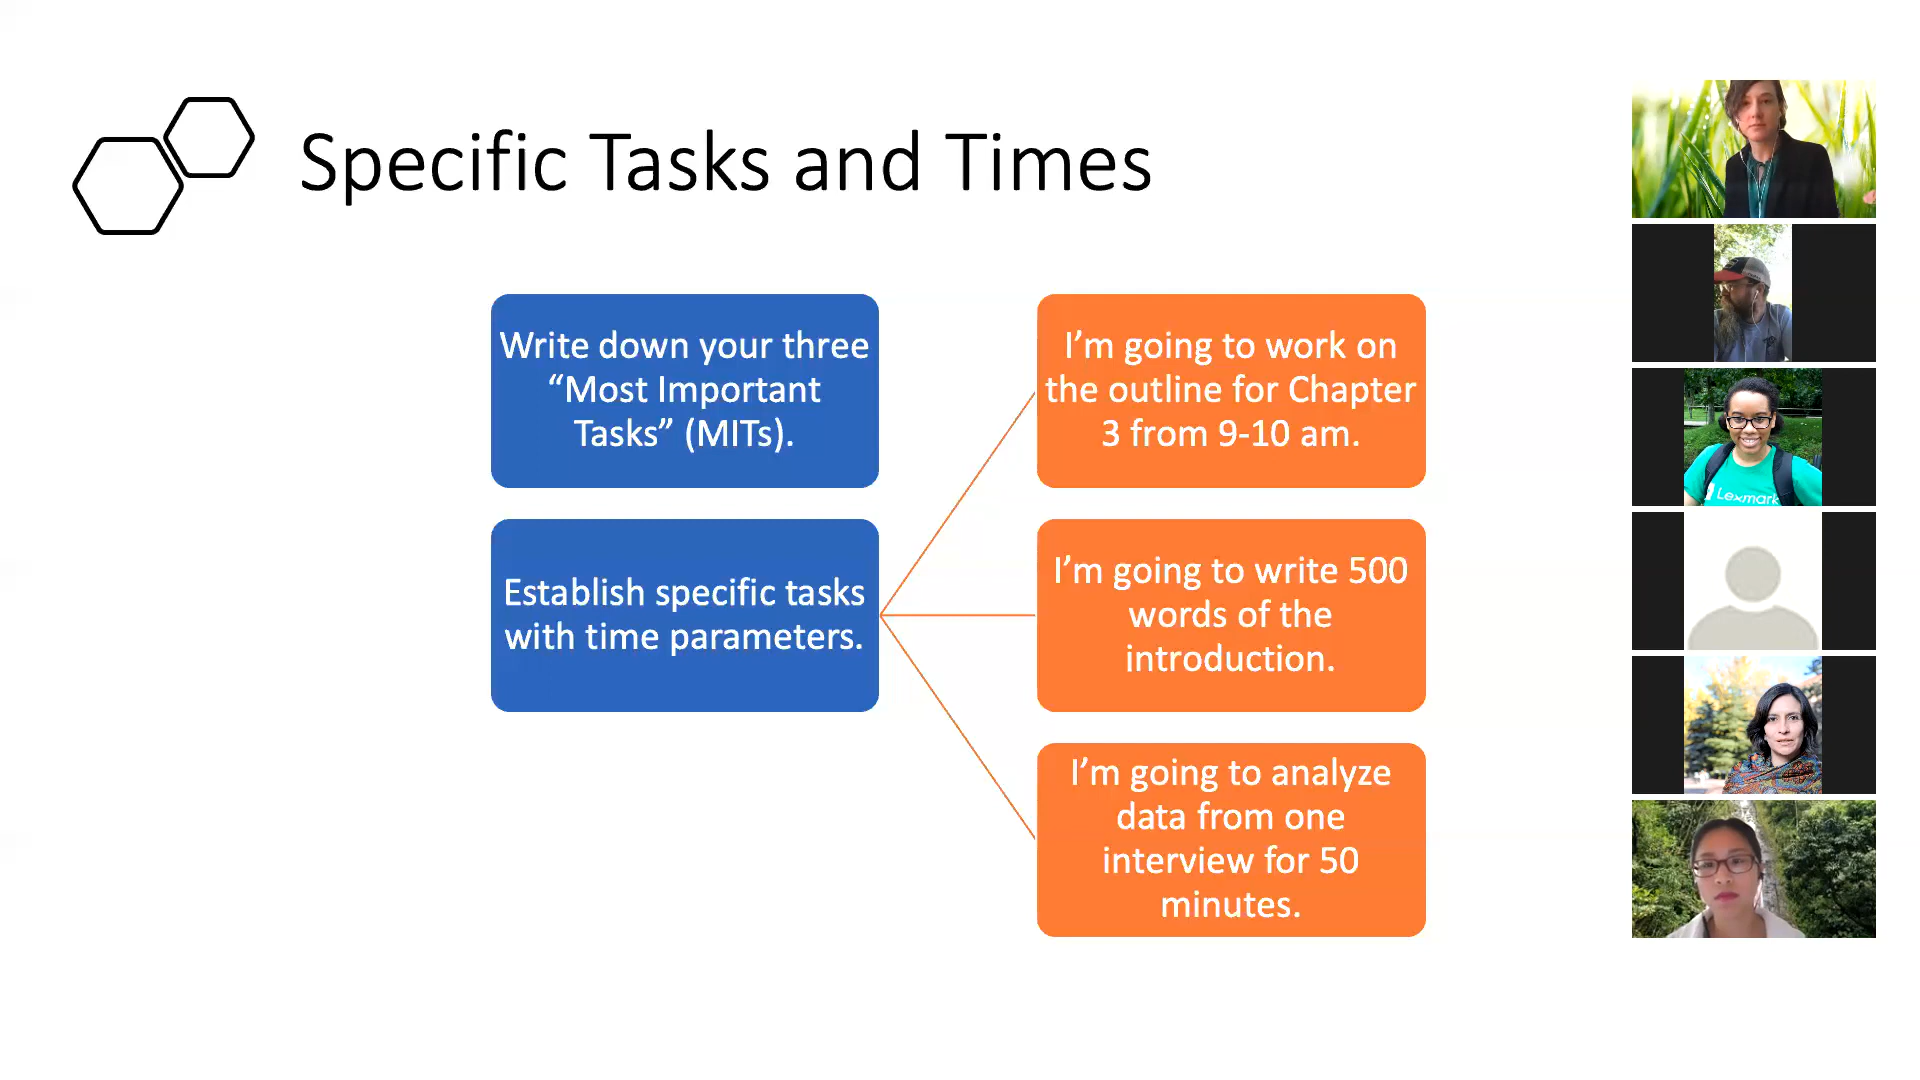 Specific Tasks and Times
Write down your three
“Most Important
Tasks” (MITs).
Establish specific tasks
with time parameters.
I’m going to work on
the outline for Chapter
3 from 9-10 am.
I’m going to write 500
words of the
introduction.
I’m going to analyze
data from one
interview for 50
minutes.
Lexmark